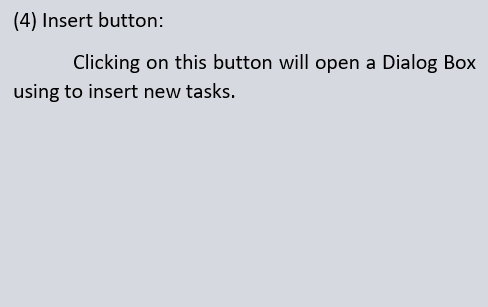 (4) Insert button:
Clicking on this button will open a Dialog Box
using to insert new tasks.